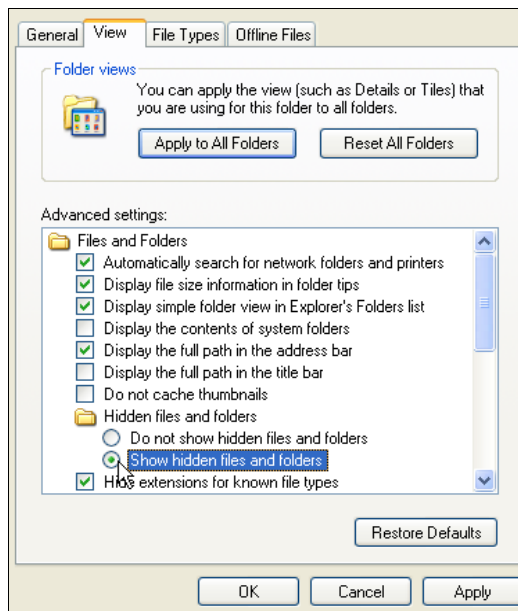 General View File Types Offline Files
Folder views
You can apply the view (such as Details or Tiles) that
you are using for this folder to all folders.
Apply to All Folders Reset All Folders
Advanced settings:
Files and Folders
Automatically search for network folders and printers
Display file size information in folder tips
Display simple folder view in Explorer's Folders list
Display the contents of system folders
Display the full path in the address bar
Display the full path in the title bar
Do not cache thumbnails
Hidden files and folders
Do not show hidden files and folders
Show hidden files and folders
Hide extensions for known file types
Restore Defaults
OK Cancel Apply